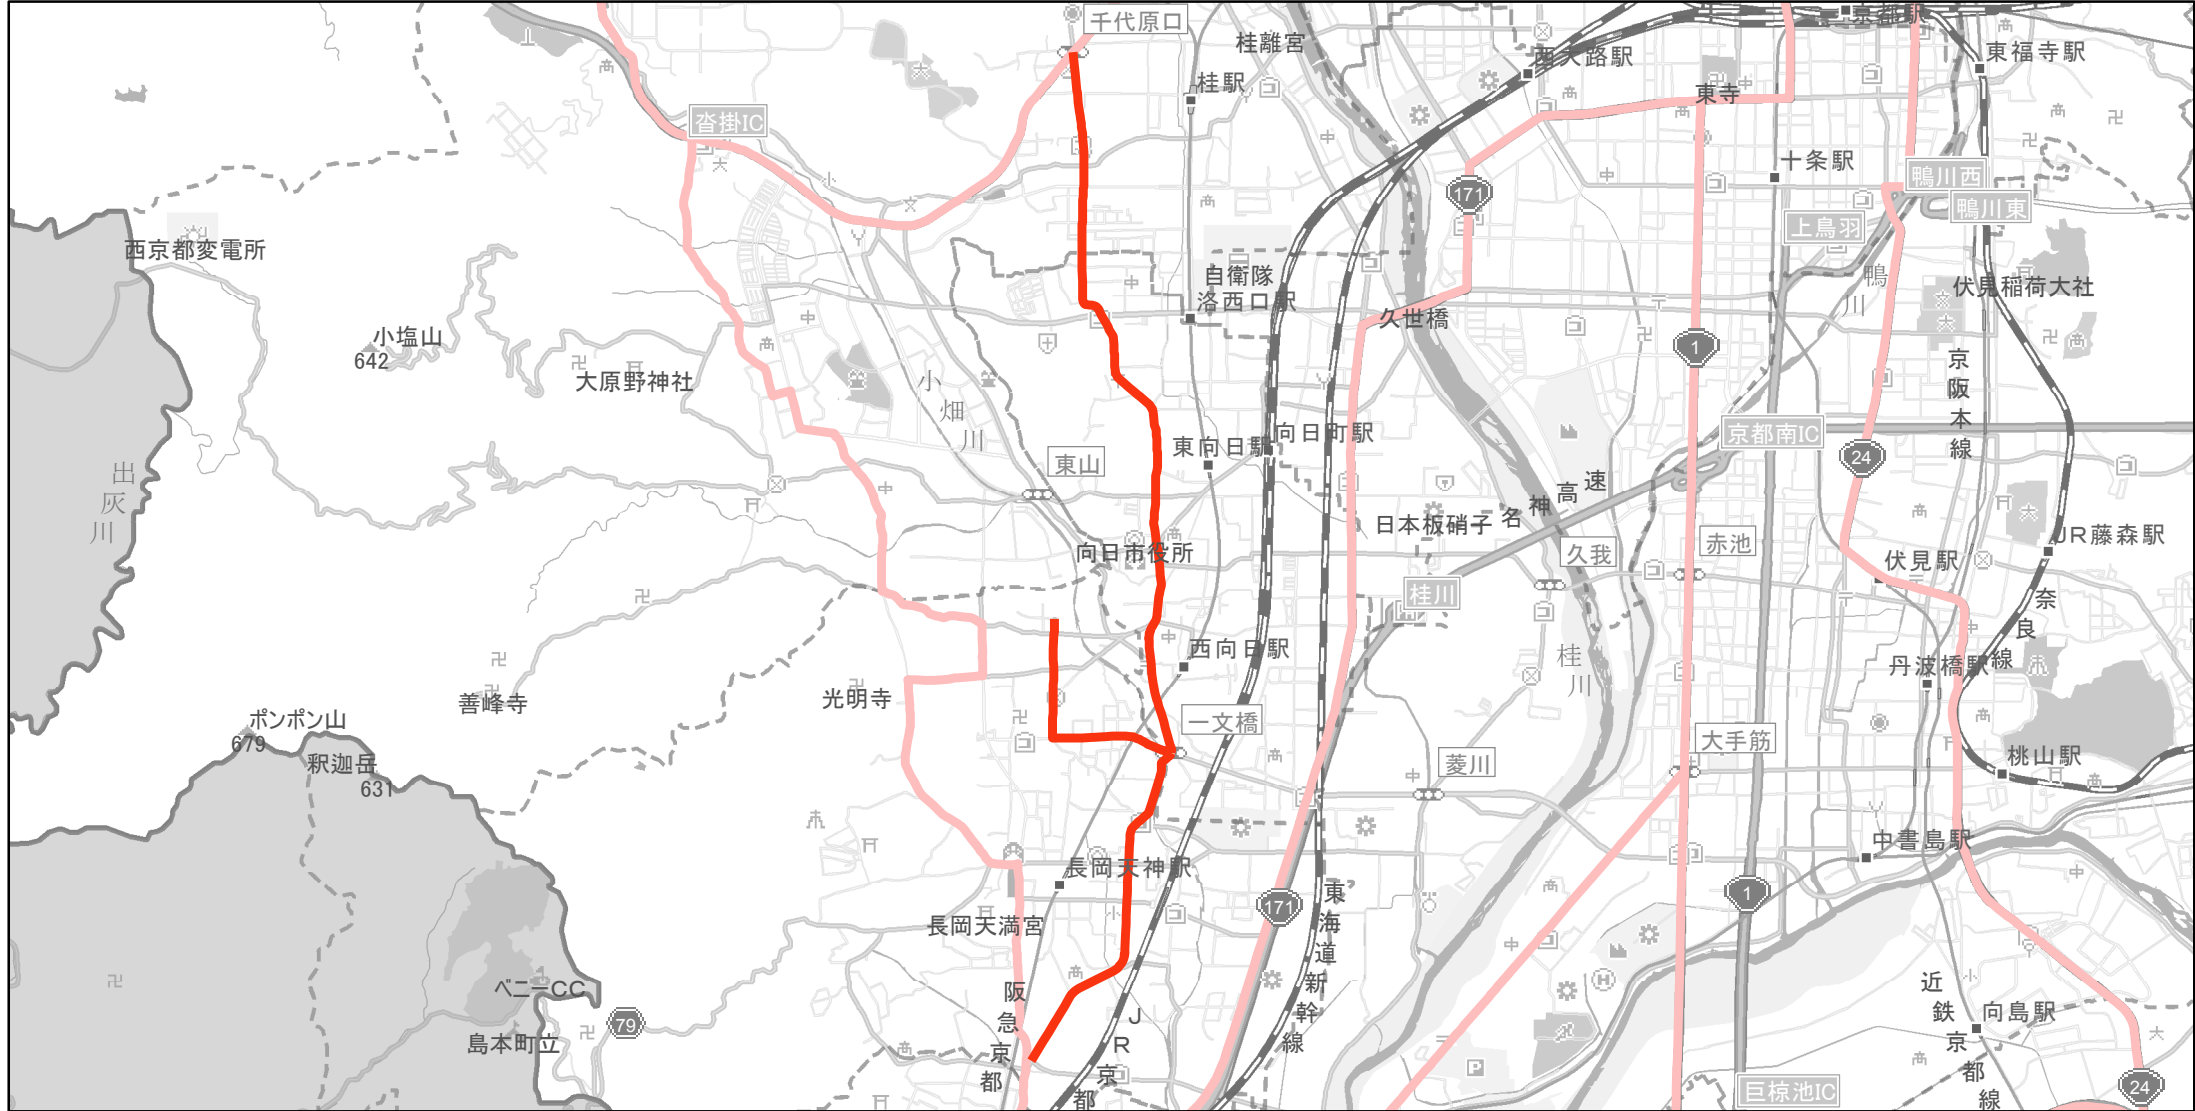 千代原口
桂離宮
京都駅
西大路駅
東福寺駅
桂駅
東寺
沓掛IC
十条駅
鴨川西
171
鴨川東
上鳥羽
西京都変電所
自衛隊
鴨川
伏見稲荷大社
洛西口駅
久世橋
小塩山
642
1
大原野神社
小畑川
京阪本線
東向日駅
向日町駅
京都南IC
東山
24
出灰川
名神高速
日本板硝子
向日市役所
久我
赤池
JR藤森駅
伏見駅
桂川
奈良線
西向日駅
桂川
丹波橋駅
善峰寺
光明寺
ポンポン山
679
一文橋
大手筋
釈迦岳
631
菱川
桃山駅
中書島駅
長岡天神駅
171
東海道新幹線
1
長岡天満宮
ベニーCC
阪急京都
JR京都
近鉄京都線
向島駅
79
島本町立
巨椋池IC
24